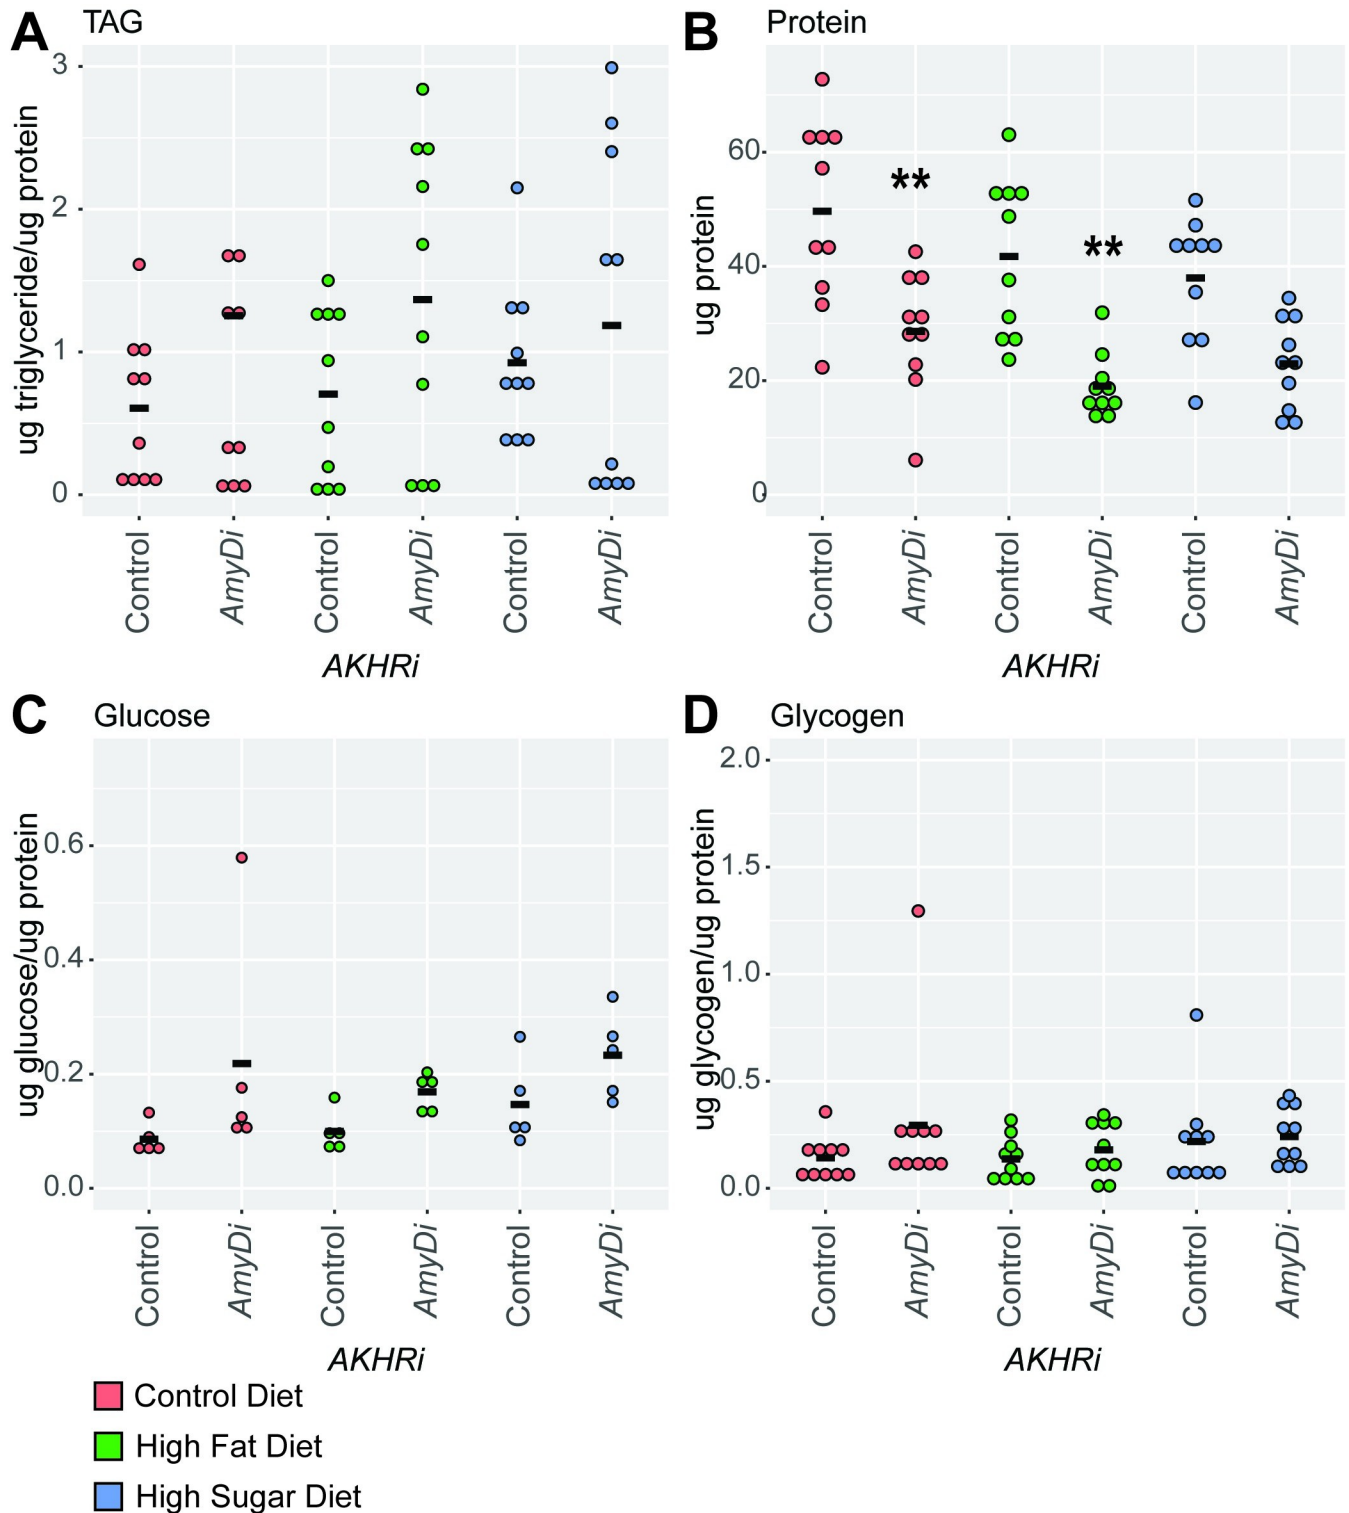 A TAG
ug triglyceride/ug protein
3
2
1
0
Control
AmyDi
Control
AmyDi
Control
AmyDi
AKHRi
B Protein
ug protein
60
40
20
0
**
**
Control
AmyDi
Control
AmyDi
Control
AmyDi
AKHRi
C Glucose
ug glucose/ug protein
0.6
0.4
0.2
0.0
Control
AmyDi
Control
AmyDi
Control
AmyDi
AKHRi
D Glycogen
ug glycogen/ug protein
2.0
1.5
1.0
0.5
0.0
Control
AmyDi
Control
AmyDi
Control
AmyDi
AKHRi
Control Diet
High Fat Diet
High Sugar Diet